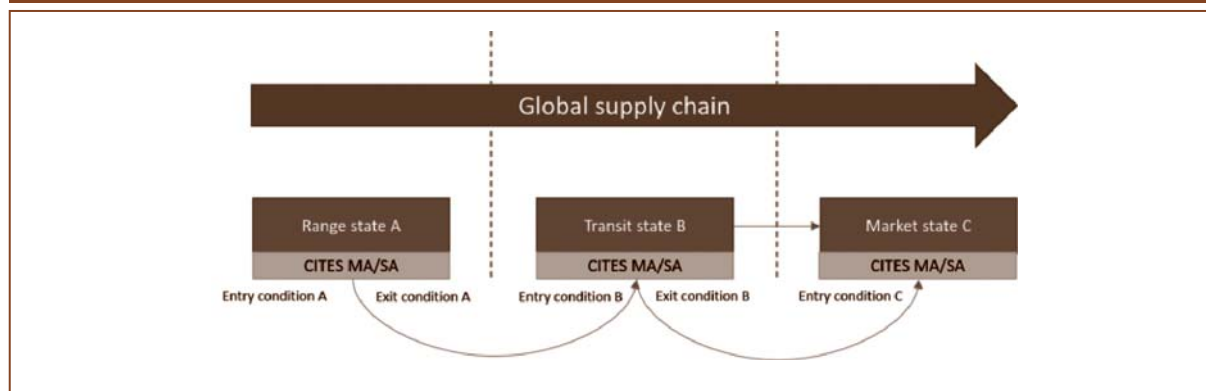 Global supply chain
Range state A
Transit state B
Market state C
CITES MA/SA
CITES MA/SA
CITES MA/SA
Entry condition A
Exit condition A
Entry condition B
Exit condition B
Entry condition C